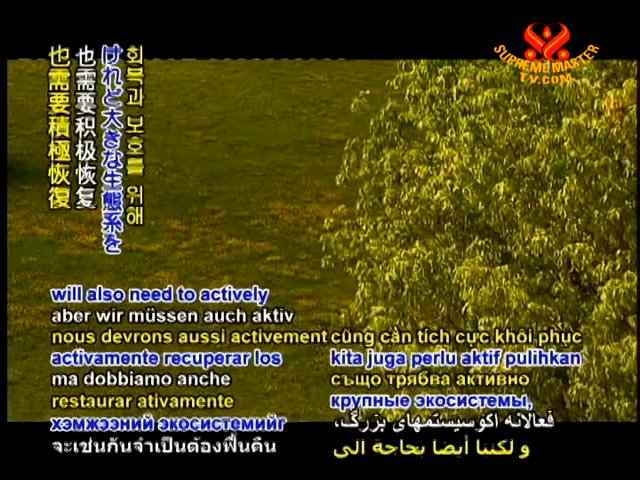 SUPREME MASTER
TV.COM
회복과 보호를 위해
けれど大きな生態系を
也需要积极恢复
也需要積極恢復
will also need to actively
aber wir müssen auch aktiv
nous devrons aussi activement
activamente recuperar los
ma dobbiamo anche
restaurar ativamente
хэмжээний экосистемийг
จะเช่นกันจำเป็นต้องฟื้นคืน
cũng cần tích cực khôi phục
kita juga perlu aktif pulihkan
също трябва активно
крупные экосистемы,
فعالانه اکوسیستمهای بزرگ،
و لكننا أيضا بحاجة الى